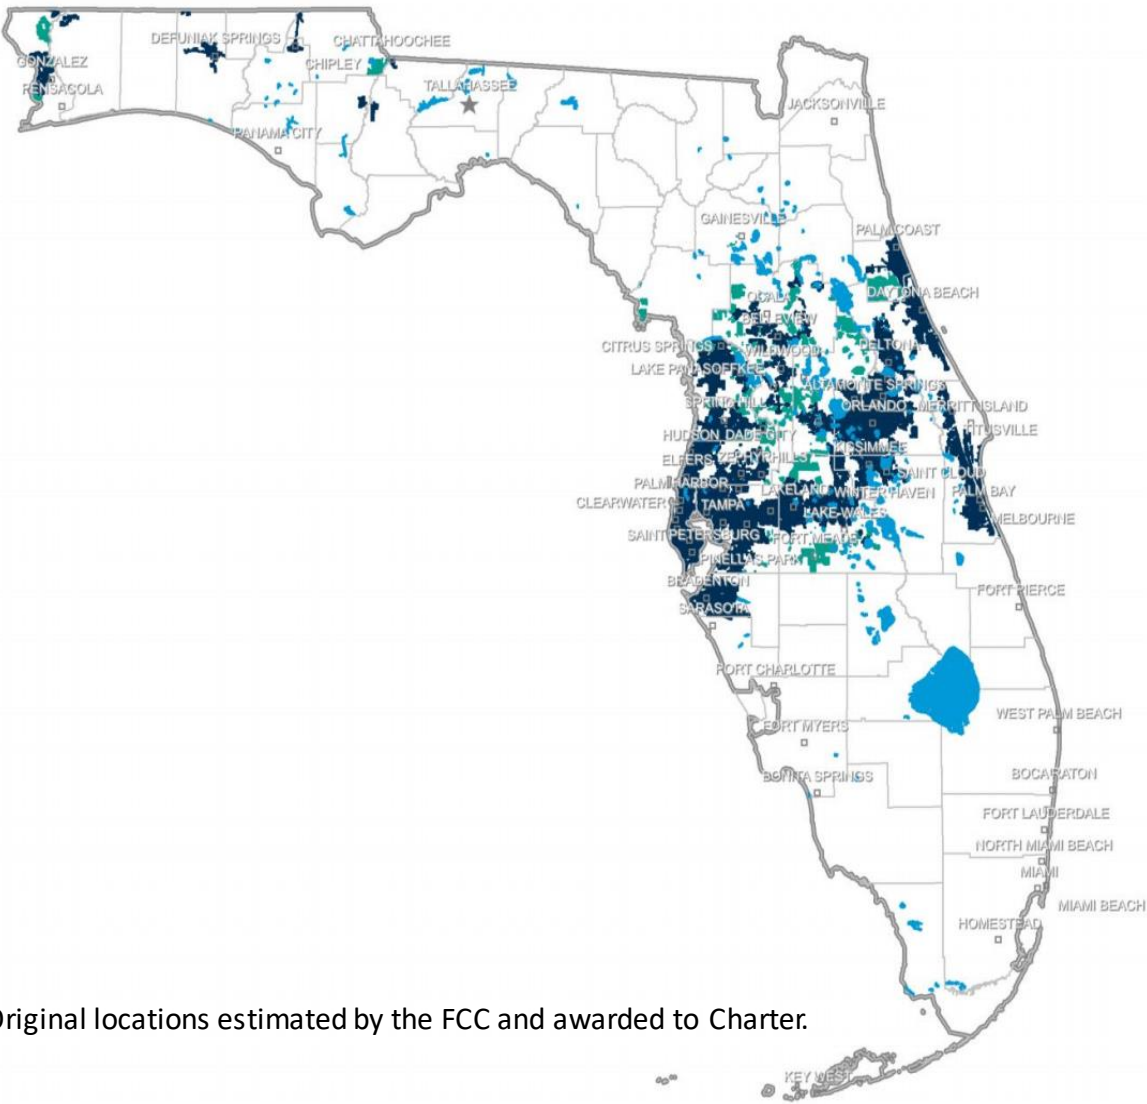 DEFUNIAK SPRINGS
CHATTAHOOCHEE
GONZALEZ
CHIPLEY
PENSACOLA
TALLAHASSEE
JACKSONVILLE
PANAMA CITY
GAINESVILLE
PALM COAST
OCALA
DAYTONA BEACH
BELLEVIEW
CITRUS SPRINGS
WILDWOOD
DELTONA
LAKE PANASOFFKEE
ALTAMONTE SPRINGS
SPRING HILL
ORLANDO
MERRITT ISLAND
TITUSVILLE
HUDSON
DADE CITY
KISSIMMEE
ELFERS
ZEPHYRHILLS
SAINT CLOUD
PALM HARBOR
LAKELAND
WINTER HAVEN
PALM BAY
CLEARWATER
TAMPA
LAKE WALES
MELBOURNE
SAINT PETERSBURG
FORT MEADE
PINELLAS PARK
BRADENTON
FORT PIERCE
SARASOTA
PORT CHARLOTTE
WEST PALM BEACH
FORT MYERS
BONITA SPRINGS
BOCA RATON
FORT LAUDERDALE
NORTH MIAMI BEACH
MIAMI
MIAMI BEACH
HOMESTEAD
Original locations estimated by the FCC and awarded to Charter.
KEY WEST